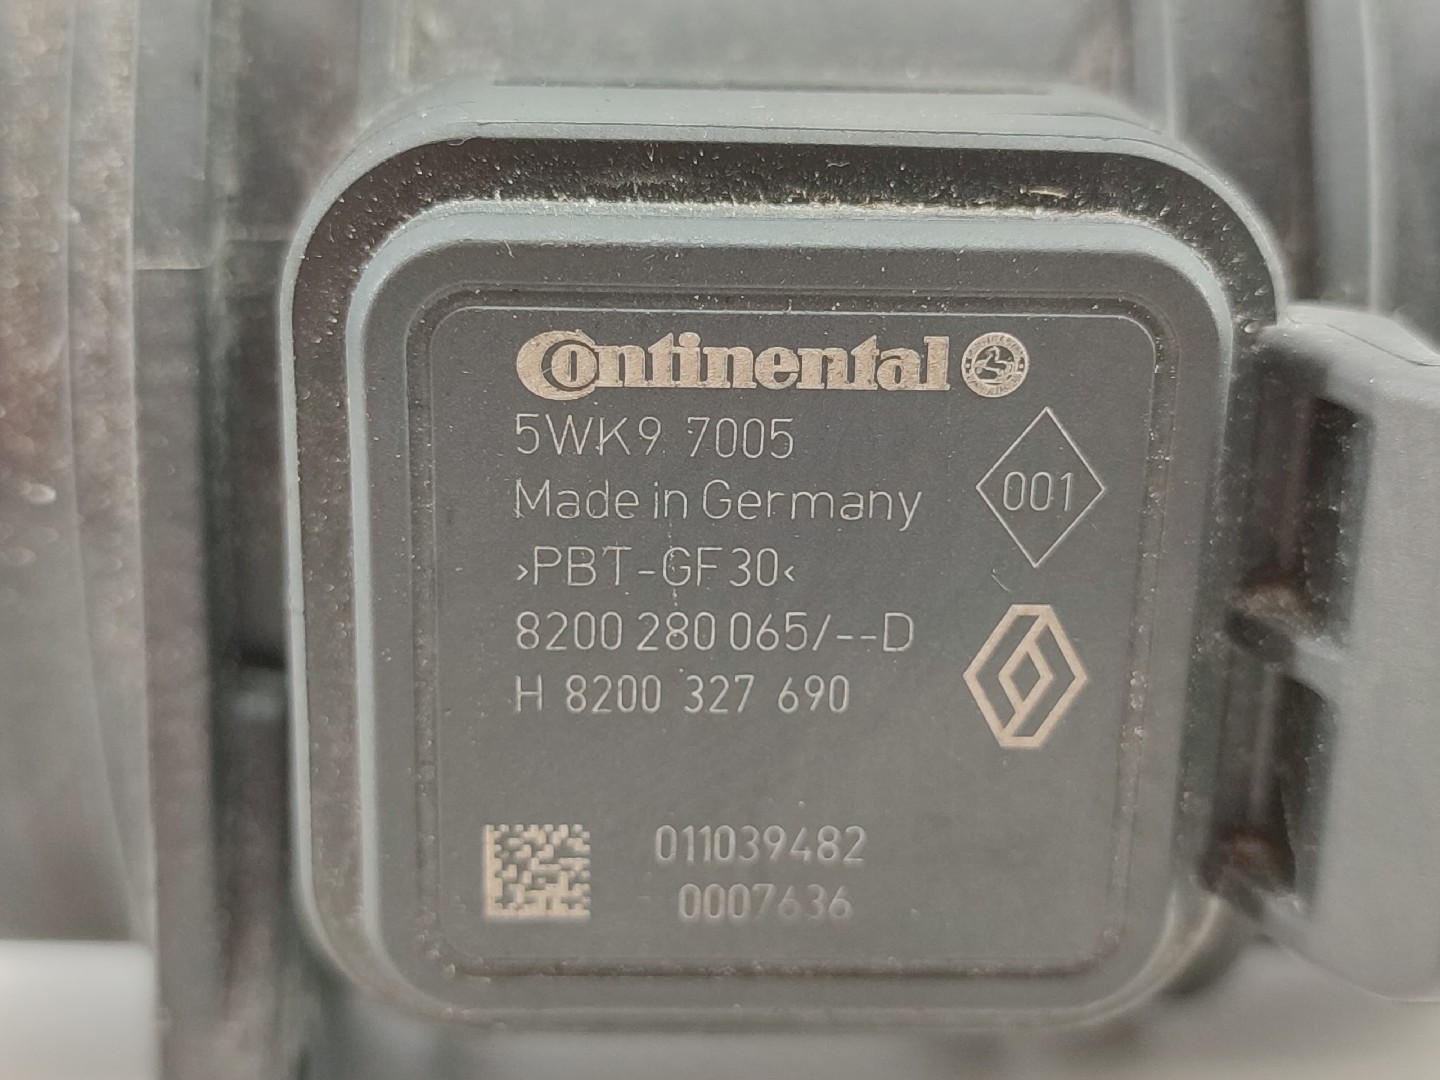 Continental
5WK9 7005
Made in Germany
001
>PBT-GF30<
8200 280 065/--D
H 8200 327 690
011039482
0007636